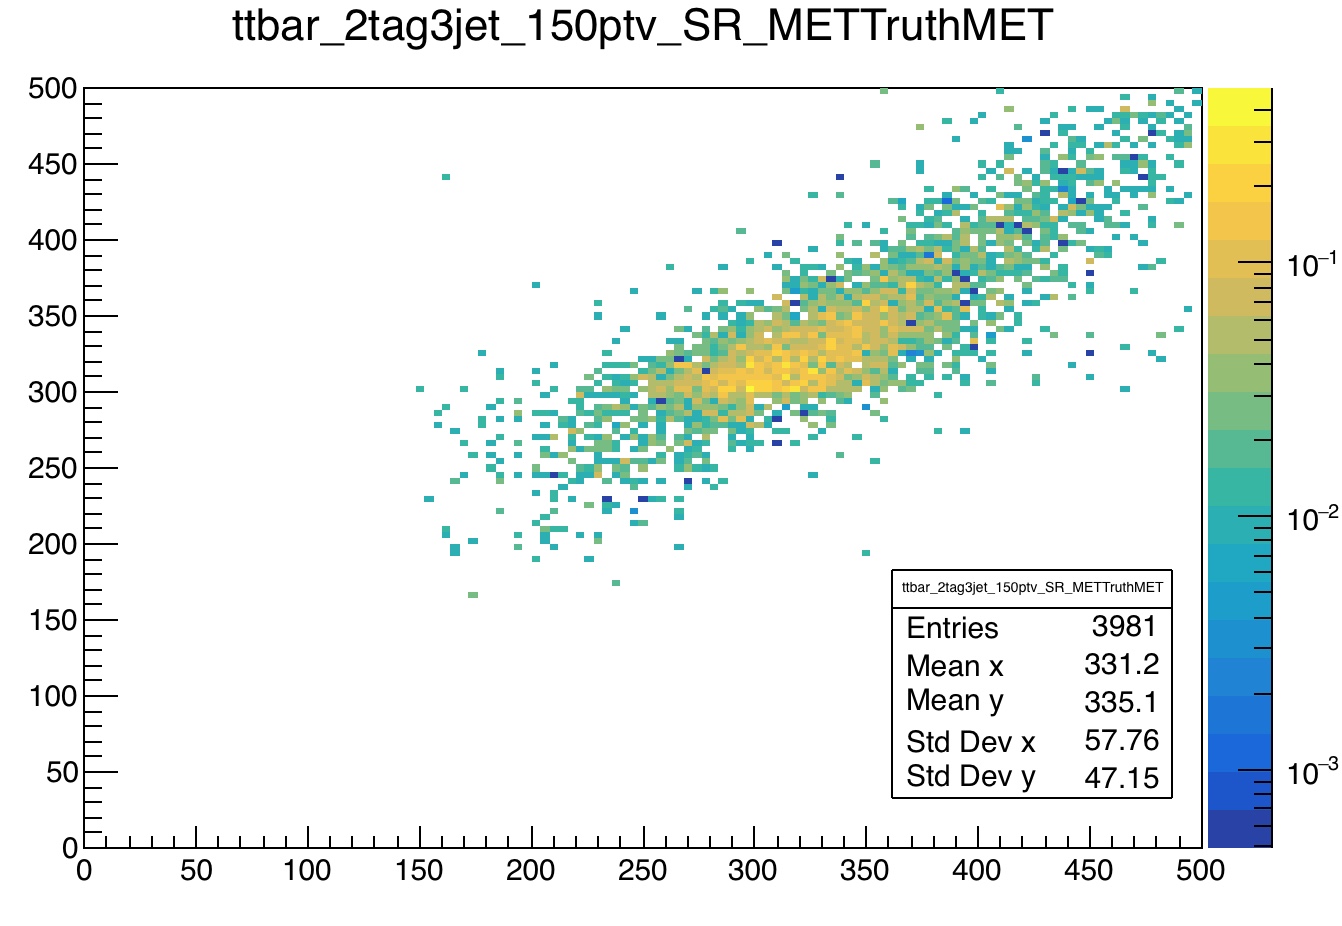 ttbar_2tag3jet_150ptv_SR_METTruthMET
500
450
400
350
300
250
200
150
100
50
0
0 50 100 150 200 250 300 350 400 450 500
10⁻¹
10⁻²
10⁻³
ttbar_2tag3jet_150ptv_SR_METTruthMET
Entries 3981
Mean x 331.2
Mean y 335.1
Std Dev x 57.76
Std Dev y 47.15